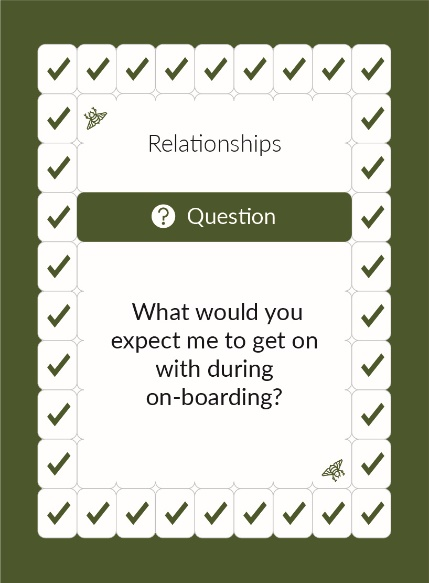 Relationships
? Question
What would you
expect me to get on
with during
on-boarding?